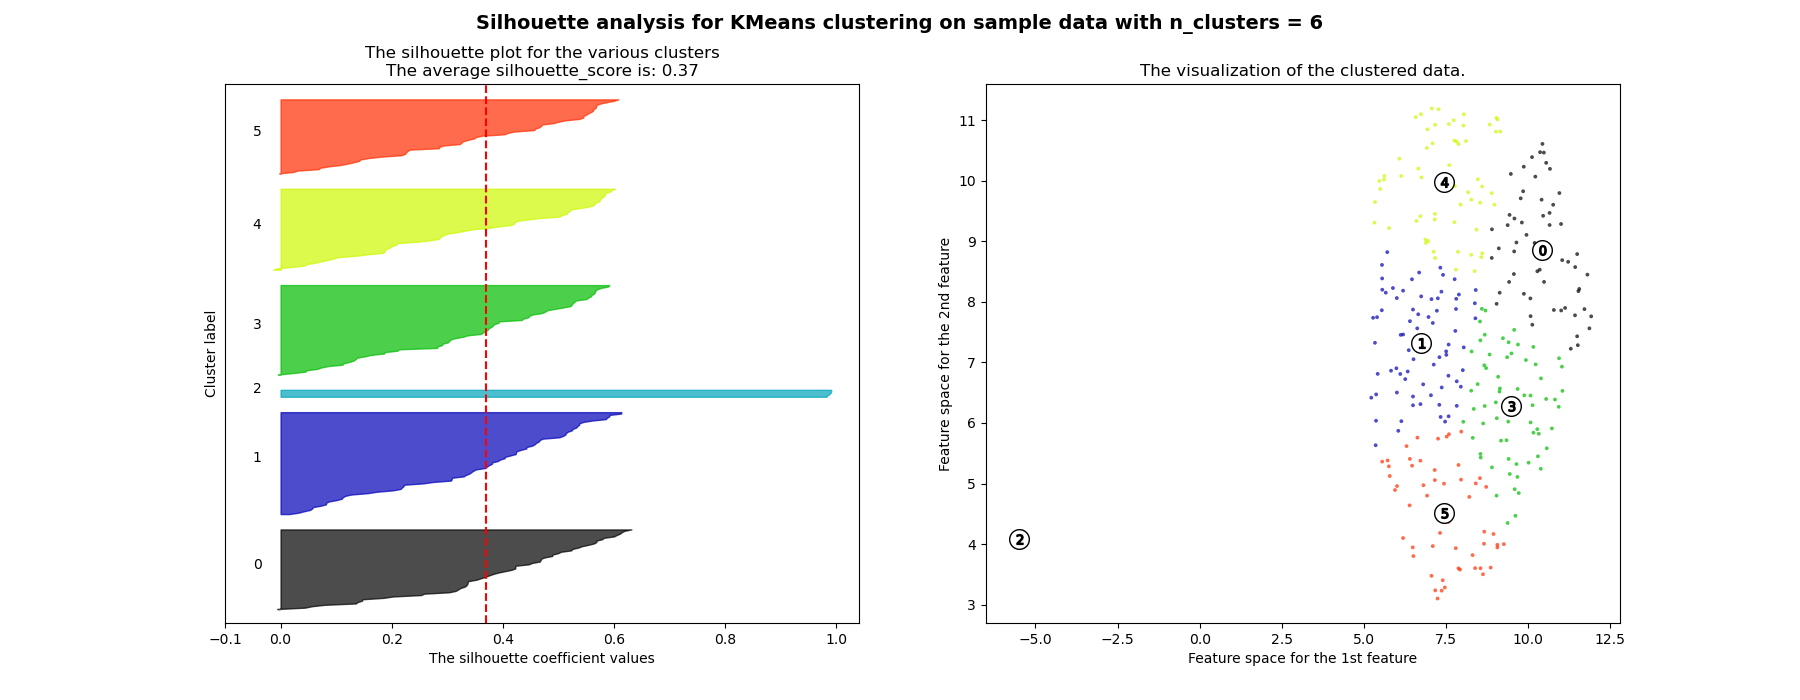 Silhouette analysis for KMeans clustering on sample data with n_clusters = 6
The silhouette plot for the various clusters
The average silhouette_score is: 0.37
Cluster label
5
4
3
2
1
0
−0.1 0.0 0.2 0.4 0.6 0.8 1.0
The silhouette coefficient values
The visualization of the clustered data.
Feature space for the 2nd feature
11
10
9
8
7
6
5
4
3
4
0
1
3
5
2
−5.0 −2.5 0.0 2.5 5.0 7.5 10.0 12.5
Feature space for the 1st feature